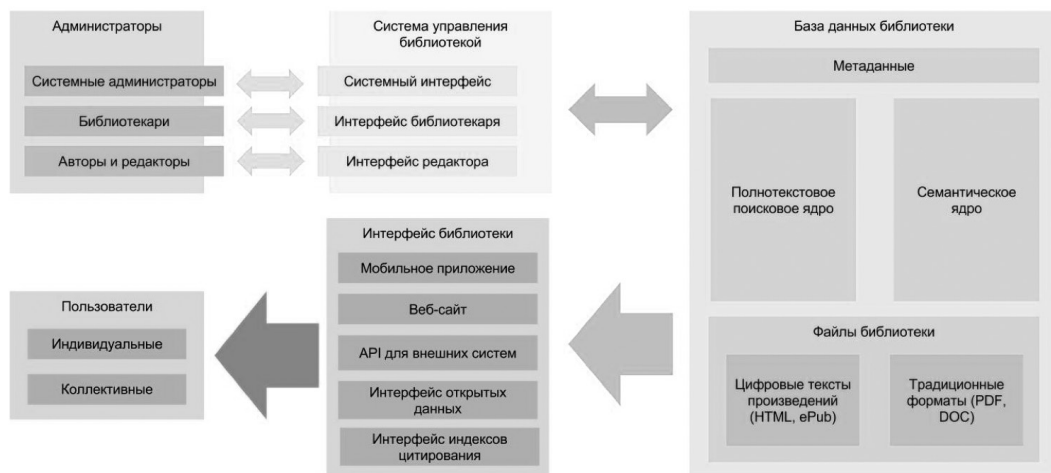 Администраторы
Системные администраторы
Библиотекари
Авторы и редакторы
Система управления
библиотекой
Системный интерфейс
Интерфейс библиотекаря
Интерфейс редактора
База данных библиотеки
Метаданные
Полнотекстовое
поисковое ядро
Семантическое
ядро
Файлы библиотеки
Цифровые тексты
произведений
(HTML, ePub)
Традиционные
форматы (PDF,
DOC)
Интерфейс библиотеки
Мобильное приложение
Веб-сайт
API для внешних систем
Интерфейс открытых
данных
Интерфейс индексов
цитирования
Пользователи
Индивидуальные
Коллективные